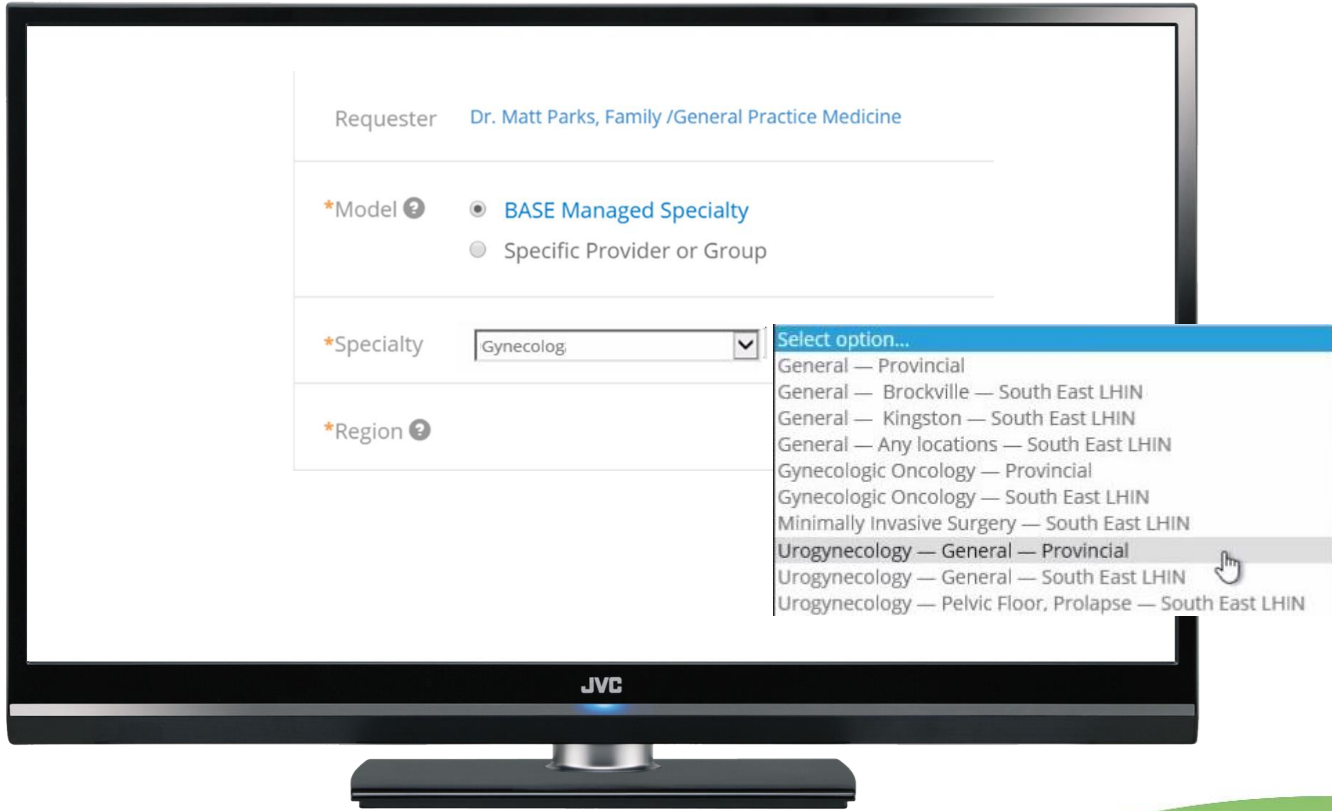 Requester Dr. Matt Parks, Family /General Practice Medicine
*Model ? BASE Managed Specialty
Specific Provider or Group
*Specialty Gynecolog
Select option...
General — Provincial
General — Brockville — South East LHIN
General — Kingston — South East LHIN
General — Any locations — South East LHIN
Gynecologic Oncology — Provincial
Gynecologic Oncology — South East LHIN
Minimally Invasive Surgery — South East LHIN
Urogynecology — General — Provincial
Urogynecology — General — South East LHIN
Urogynecology — Pelvic Floor, Prolapse — South East LHIN
*Region ?
JVC